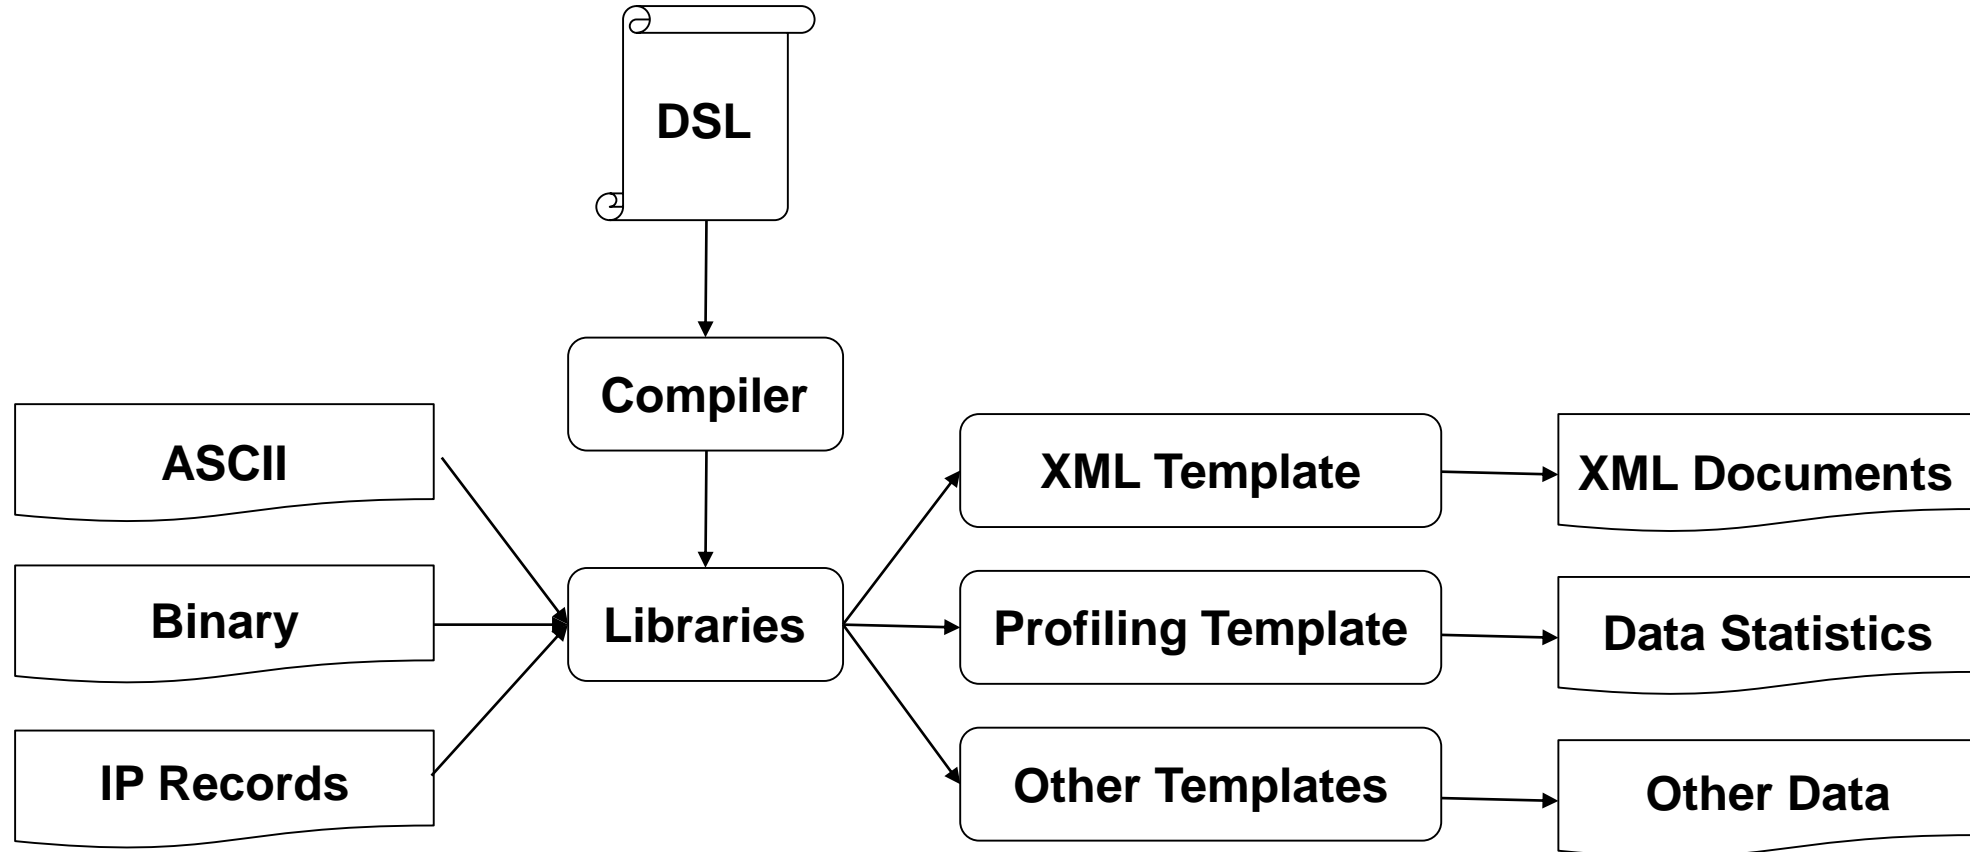 DSL
Compiler
ASCII
XML Template
XML Documents
Binary
Libraries
Profiling Template
Data Statistics
IP Records
Other Templates
Other Data